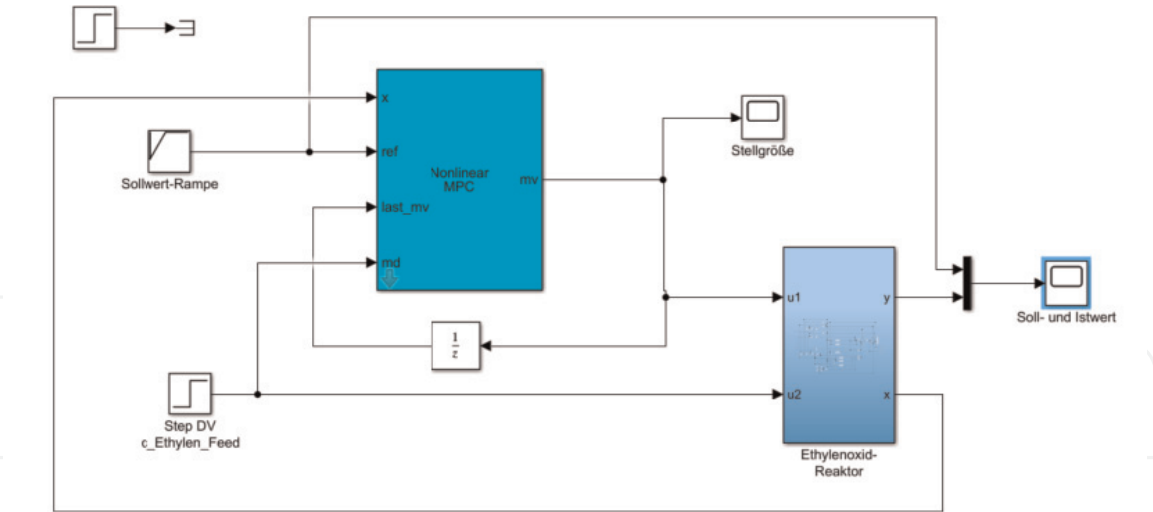 x
ref
Nonlinear
MPC
mv
last_mv
md
Stellgröße
Sollwert-Rampe
1
z
u1
y
u2
x
Soll- und Istwert
Step DV
c_Ethylen_Feed
Ethylenoxid-
Reaktor